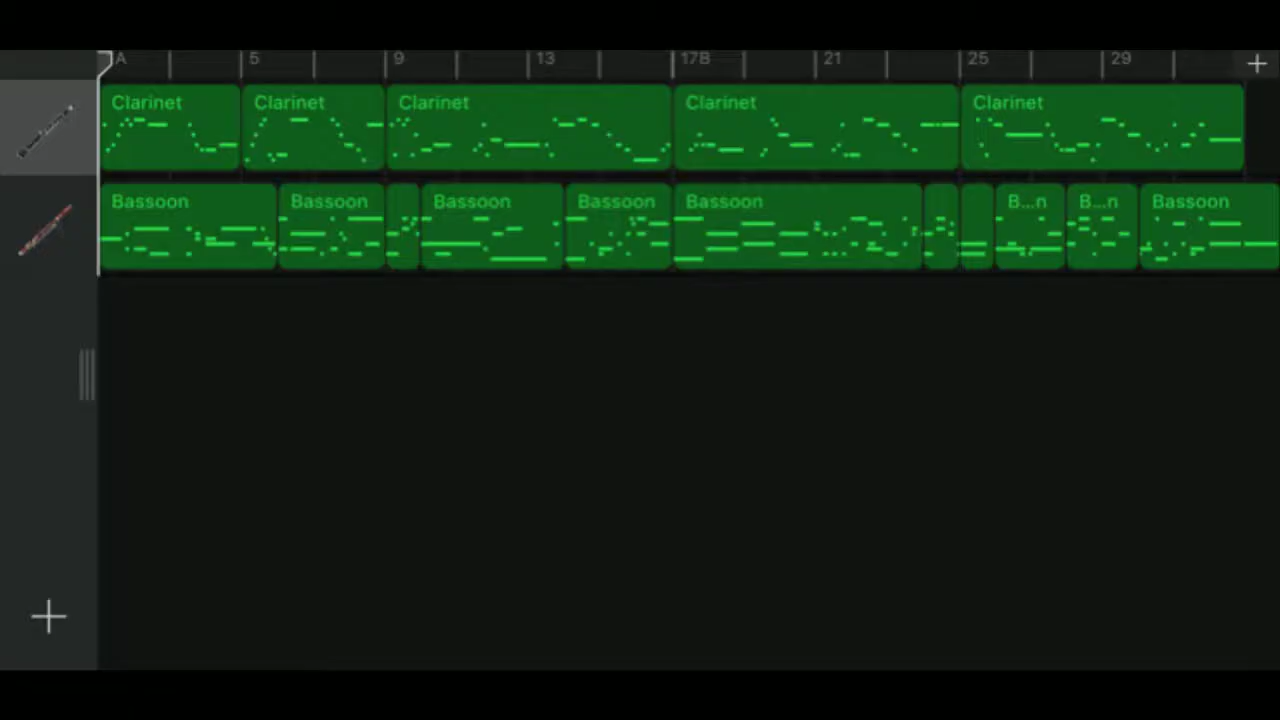 A 5 9 13 17B 21 25 29
Clarinet Clarinet Clarinet Clarinet Clarinet
Bassoon Bassoon Bassoon Bassoon Bassoon B...n B...n Bassoon